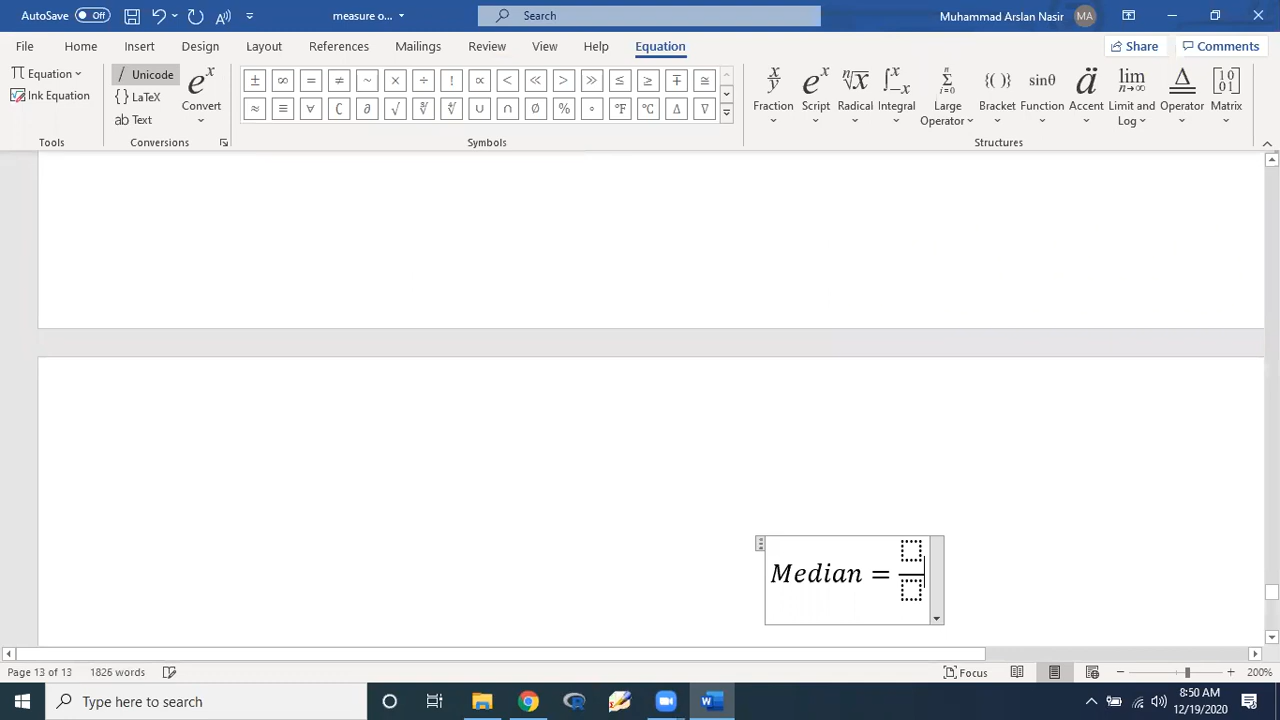 AutoSave Off measure o... Search Muhammad Arslan Nasir MA
File Home Insert Design Layout References Mailings Review View Help Equation Share Comments
π Equation Unicode
Ink Equation LaTeX
Text
Convert
± ∞ = ≠ ~ × ÷ ! ∝ < ≪ > ≫ ≤ ≥ ∓ ≅
≈ ≡ ∀ ∁ ∂ √ ∛ ∜ ∪ ∩ ∅ % ° °F °C ∆ ∇
Fraction Script Radical Integral Large Operator Bracket Function Accent Limit and Log Operator Matrix
Tools Conversions Symbols Structures
Median =
Page 13 of 13 1826 words Focus 200%
Type here to search
8:50 AM
12/19/2020